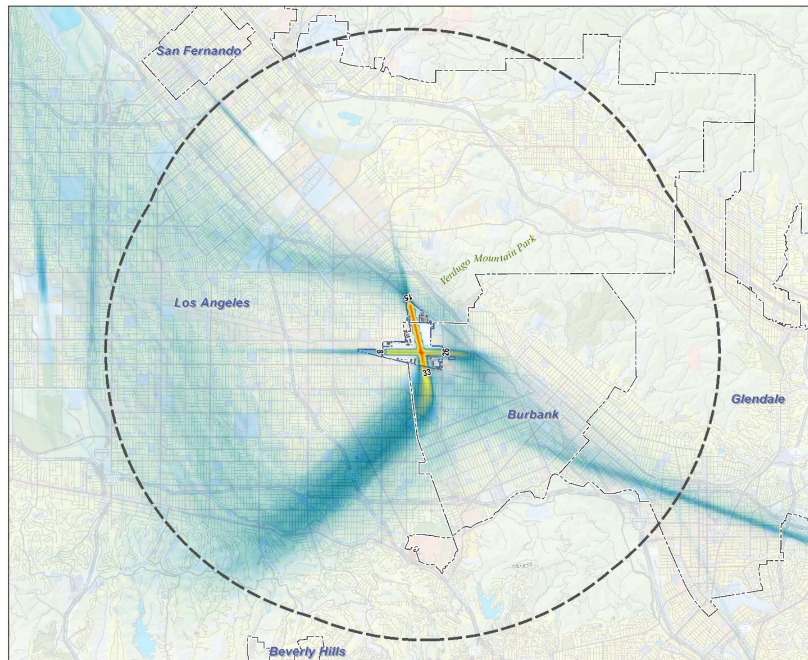 San Fernando
Verdugo Mountain Park
Los Angeles
15
8
26
33
Burbank
Glendale
Beverly Hills